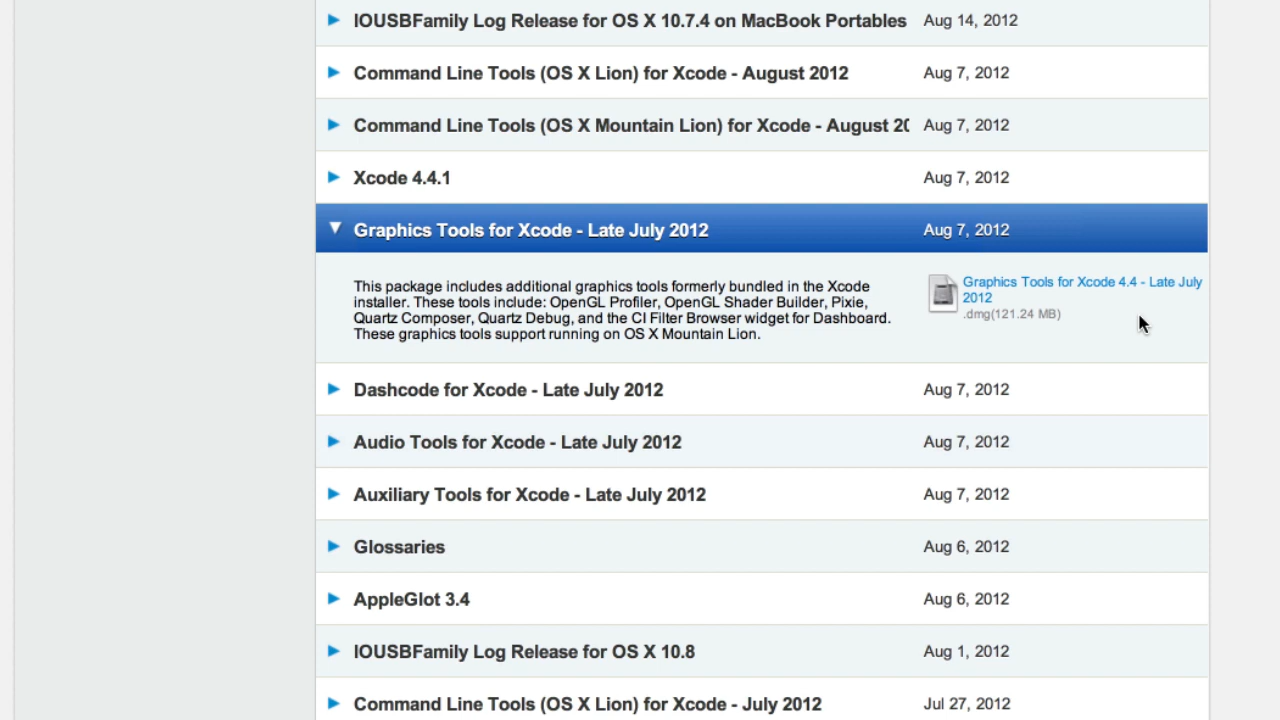 IOUSBFamily Log Release for OS X 10.7.4 on MacBook Portables Aug 14, 2012
Command Line Tools (OS X Lion) for Xcode - August 2012 Aug 7, 2012
Command Line Tools (OS X Mountain Lion) for Xcode - August 20 Aug 7, 2012
Xcode 4.4.1 Aug 7, 2012
Graphics Tools for Xcode - Late July 2012 Aug 7, 2012
This package includes additional graphics tools formerly bundled in the Xcode
installer. These tools include: OpenGL Profiler, OpenGL Shader Builder, Pixie,
Quartz Composer, Quartz Debug, and the CI Filter Browser widget for Dashboard.
These graphics tools support running on OS X Mountain Lion.
Graphics Tools for Xcode 4.4 - Late July
2012
.dmg(121.24 MB)
Dashcode for Xcode - Late July 2012 Aug 7, 2012
Audio Tools for Xcode - Late July 2012 Aug 7, 2012
Auxiliary Tools for Xcode - Late July 2012 Aug 7, 2012
Glossaries Aug 6, 2012
AppleGlot 3.4 Aug 6, 2012
IOUSBFamily Log Release for OS X 10.8 Aug 1, 2012
Command Line Tools (OS X Lion) for Xcode - July 2012 Jul 27, 2012